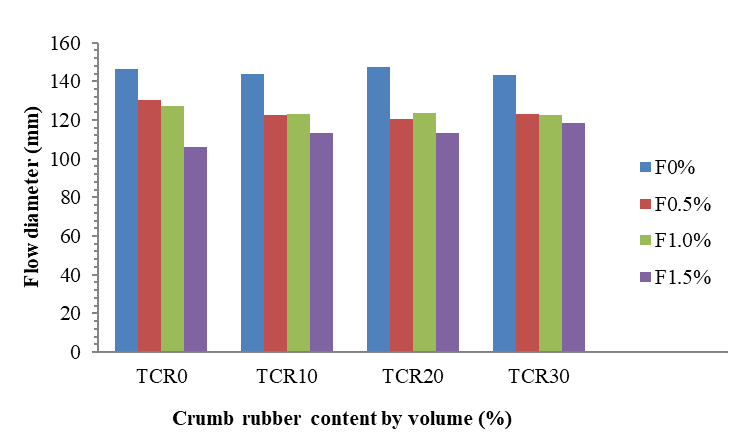 160
140
120
100
80
60
40
20
0
Flow diameter (mm)
TCR0 TCR10 TCR20 TCR30
Crumb rubber content by volume (%)
F0%
F0.5%
F1.0%
F1.5%